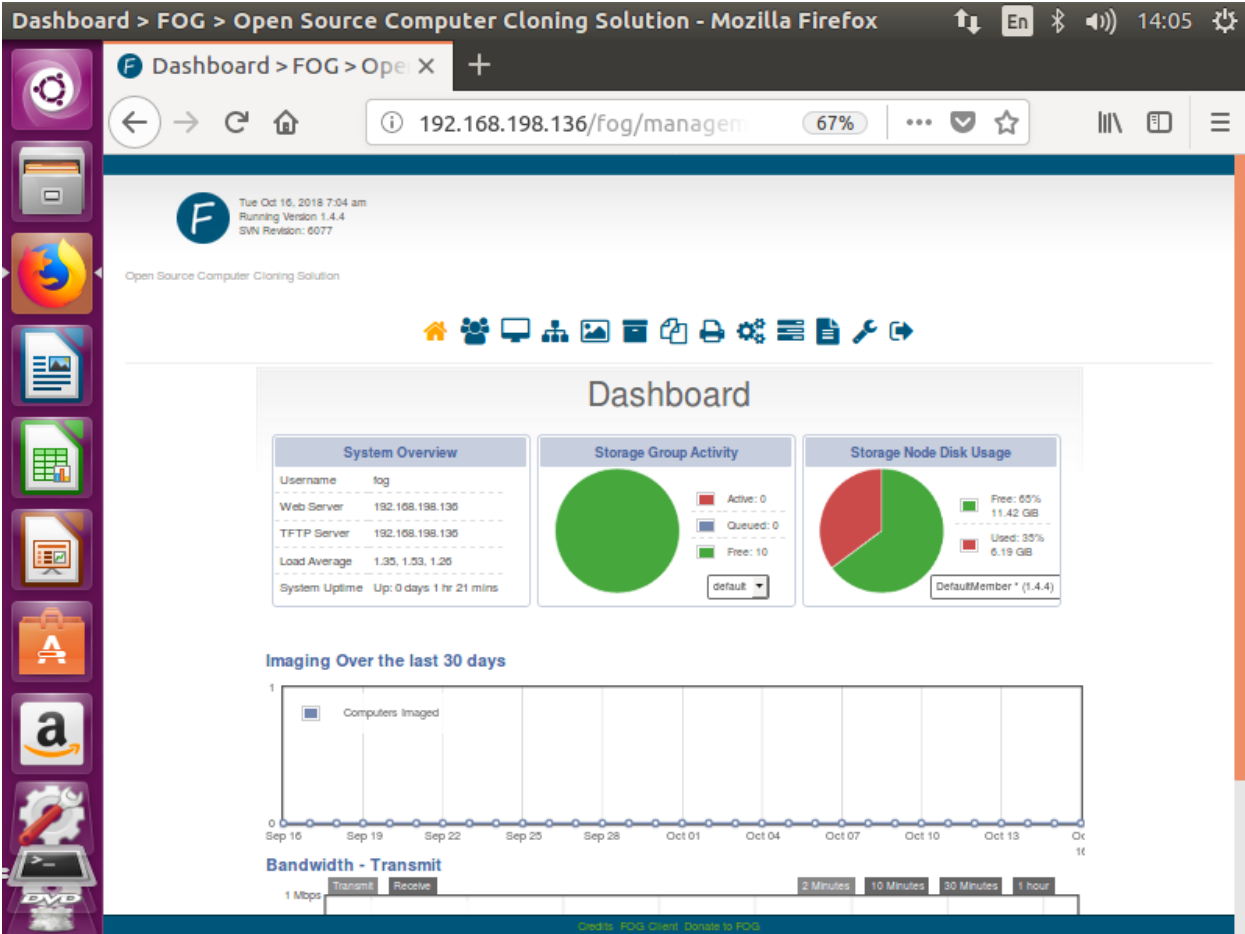 Dashboard > FOG > Open Source Computer Cloning Solution - Mozilla Firefox
En
14:05
Dashboard > FOG > Ope
192.168.198.136/fog/managem
67%
Tue Oct 16, 2018 7:04 am
Running Version 1.4.4
SVN Revision: 6077
Open Source Computer Cloning Solution
Dashboard
System Overview
Username fog
Web Server 192.168.198.136
TFTP Server 192.168.198.136
Load Average 1.35, 1.53, 1.26
System Uptime Up: 0 days 1 hr 21 mins
Storage Group Activity
Active: 0
Queued: 0
Free: 10
default
Storage Node Disk Usage
Free: 65%
11.42 GiB
Used: 35%
6.19 GiB
DefaultMember * (1.4.4)
Imaging Over the last 30 days
1
Computers Imaged
0
Sep 16 Sep 19 Sep 22 Sep 25 Sep 28 Oct 01 Oct 04 Oct 07 Oct 10 Oct 13 Oc
16
Bandwidth - Transmit
Transmit Receive 2 Minutes 10 Minutes 30 Minutes 1 hour
1 Mbps
Credits FOG Client Donate to FOG
a
>_
DVD